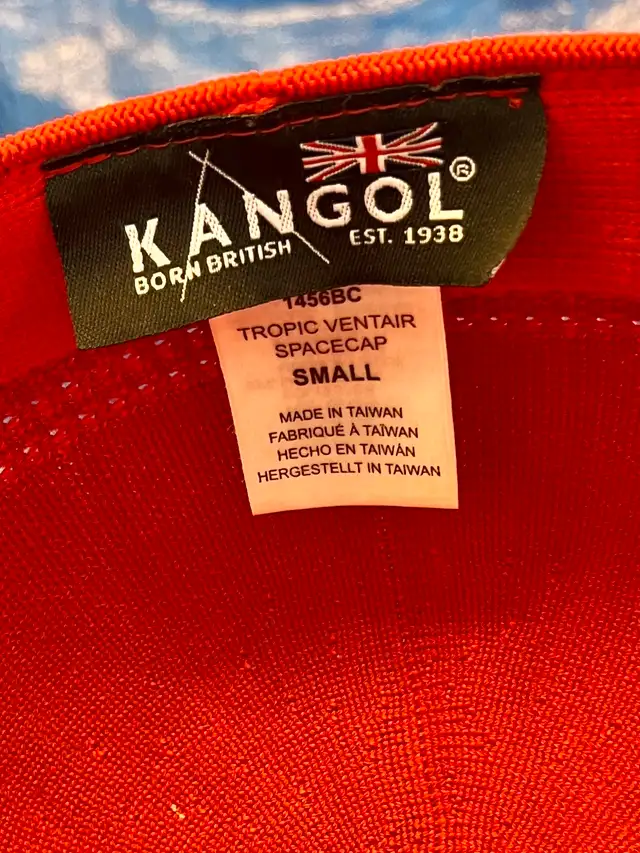 KANGOL®
BORN BRITISH
EST. 1938
1456BC
TROPIC VENTAIR
SPACECAP
SMALL
MADE IN TAIWAN
FABRIQUÉ À TAÏWAN
HECHO EN TAIWÁN
HERGESTELLT IN TAIWAN